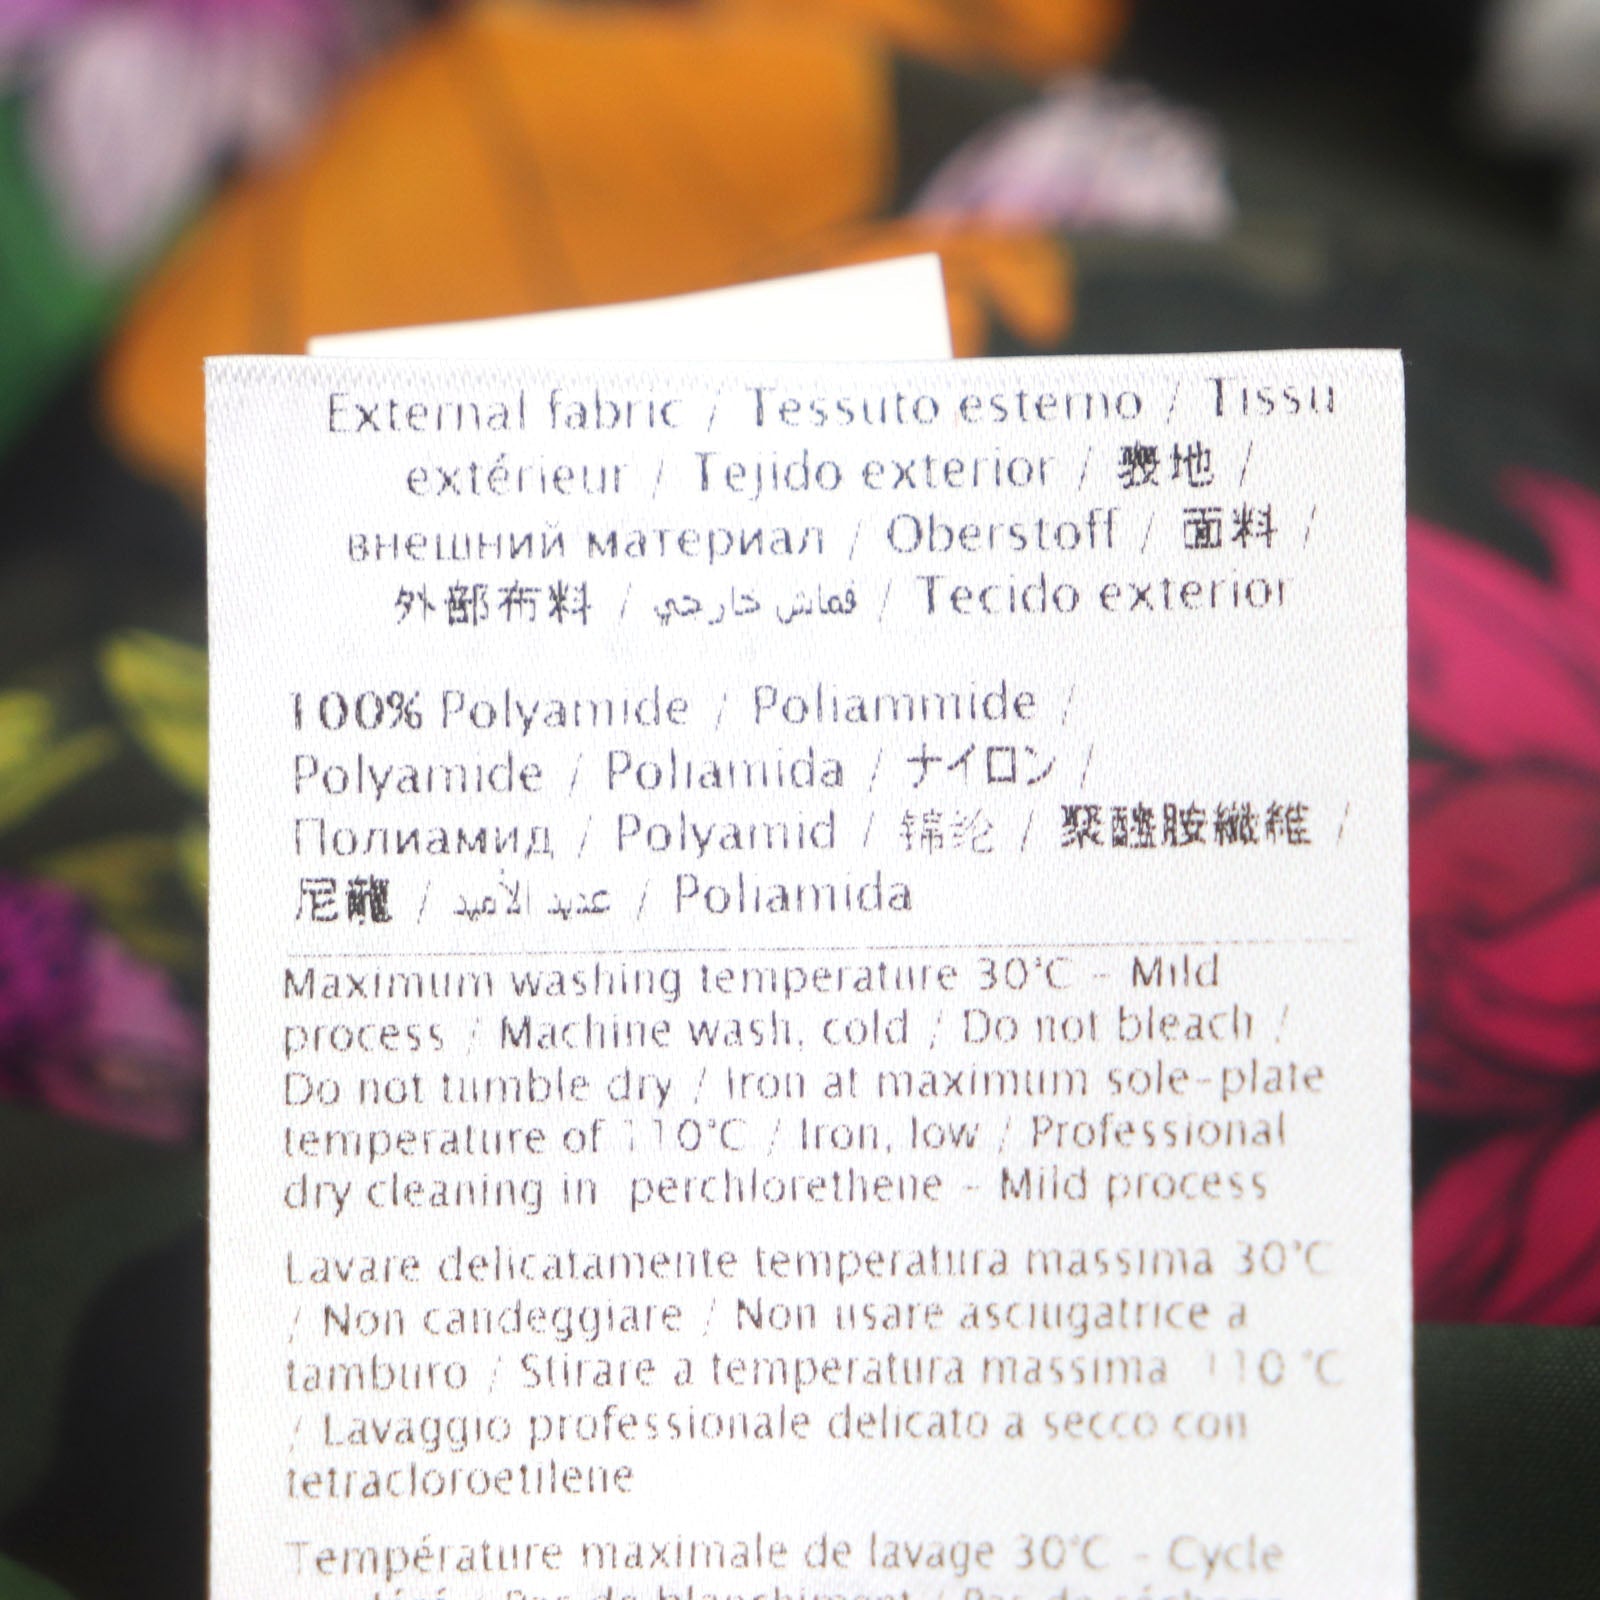 External fabric / Tessuto esterno / Tissu
extérieur / Tejido exterior / 表地 /
внешний материал / Oberstoff / 面料 /
外部布料 / قماش خارجي / Tecido exterior
100% Polyamide / Poliammide /
Polyamide / Poliamida / ナイロン /
Полиамид / Polyamid / 锦纶 / 聚醯胺纖維 /
尼龍 / عديد الأميد / Poliamida
Maximum washing temperature 30°C - Mild
process / Machine wash, cold / Do not bleach /
Do not tumble dry / Iron at maximum sole-plate
temperature of 110°C / Iron, low / Professional
dry cleaning in perchlorethene - Mild process
Lavare delicatamente temperatura massima 30°C
/ Non candeggiare / Non usare asciugatrice a
tamburo / Stirare a temperatura massima 110 °C
/ Lavaggio professionale delicato a secco con
tetracloroetilene
Température maximale de lavage 30°C - Cycle
/ Pas de blanchiment / Pas de